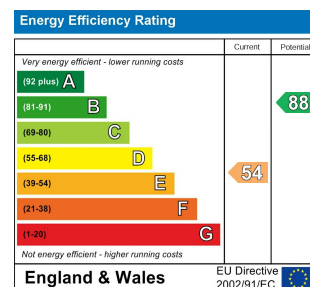 Energy Efficiency Rating
Current Potential
Very energy efficient - lower running costs
(92 plus) A
(81-91) B
88
(69-80) C
(55-68) D
54
(39-54) E
(21-38) F
(1-20) G
Not energy efficient - higher running costs
England & Wales
EU Directive
2002/91/EC